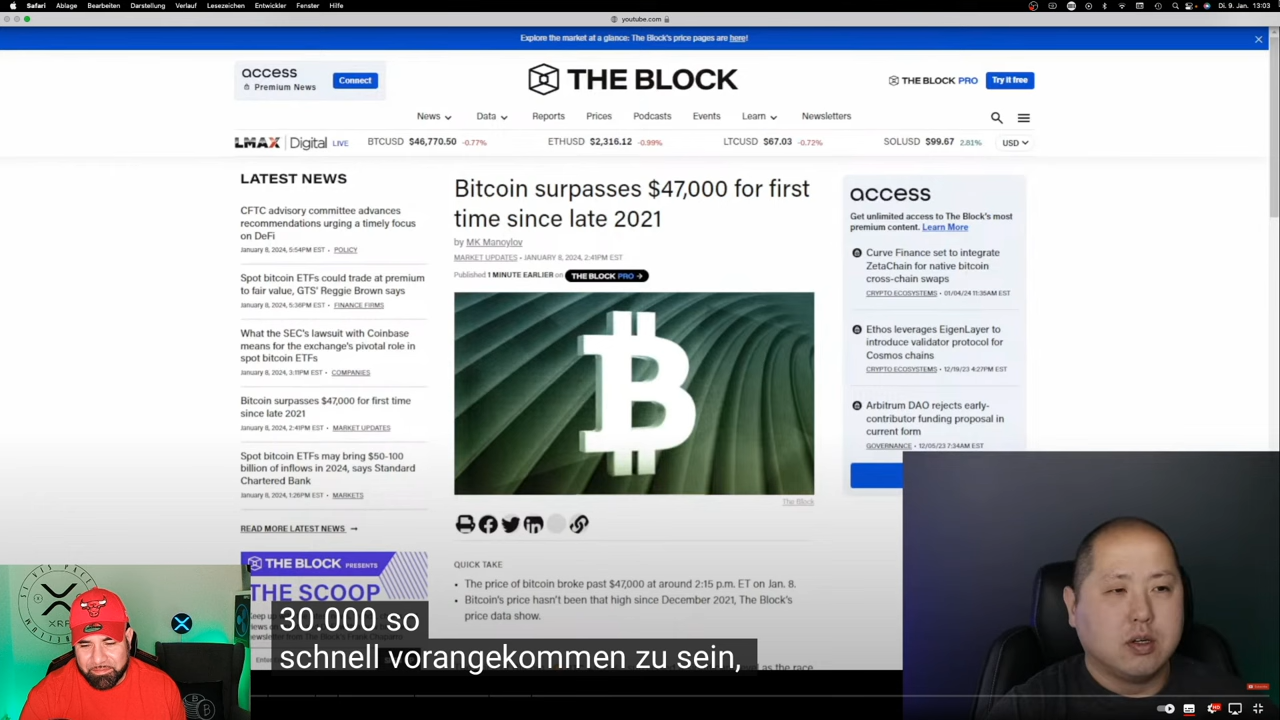 Safari Ablage Bearbeiten Darstellung Verlauf Lesezeichen Entwickler Fenster Hilfe Di. 9. Jan. 13:03
youtube.com
Explore the market at a glance: The Block's price pages are here!
access
Premium News
Connect
THE BLOCK
THE BLOCK PRO
Try it free
News Data Reports Prices Podcasts Events Learn Newsletters
LMAX Digital LIVE BTCUSD $46,770.50 -0.77% ETHUSD $2,316.12 -0.99% LTCUSD $67.03 -0.72% SOLUSD $99.67 2.81% USD
LATEST NEWS
CFTC advisory committee advances
recommendations urging a timely focus
on DeFi
January 8, 2024, 5:54PM EST • POLICY
Spot bitcoin ETFs could trade at premium
to fair value, GTS' Reggie Brown says
January 8, 2024, 5:36PM EST • FINANCE FIRMS
What the SEC's lawsuit with Coinbase
means for the exchange's pivotal role in
spot bitcoin ETFs
January 8, 2024, 3:11PM EST • COMPANIES
Bitcoin surpasses $47,000 for first time
since late 2021
January 8, 2024, 2:41PM EST • MARKET UPDATES
Spot bitcoin ETFs may bring $50-100
billion of inflows in 2024, says Standard
Chartered Bank
January 8, 2024, 1:26PM EST • MARKETS
READ MORE LATEST NEWS →
THE BLOCK PRESENTS
THE SCOOP
Bitcoin surpasses $47,000 for first
time since late 2021
by MK Manoylov
MARKET UPDATES • JANUARY 8, 2024, 2:41PM EST
Published 1 MINUTE EARLIER on THE BLOCK PRO →
The Block
QUICK TAKE
• The price of bitcoin broke past $47,000 at around 2:15 p.m. ET on Jan. 8.
• Bitcoin's price hasn't been that high since December 2021, The Block's
price data show.
access
Get unlimited access to The Block's most
premium content. Learn More
Curve Finance set to integrate
ZetaChain for native bitcoin
cross-chain swaps
CRYPTO ECOSYSTEMS • 01/04/24 11:35AM EST
Ethos leverages EigenLayer to
introduce validator protocol for
Cosmos chains
CRYPTO ECOSYSTEMS • 12/19/23 4:27PM EST
Arbitrum DAO rejects early-
contributor funding proposal in
current form
GOVERNANCE • 12/05/23 7:34AM EST
30.000 so
schnell vorangekommen zu sein,
XRP
HD